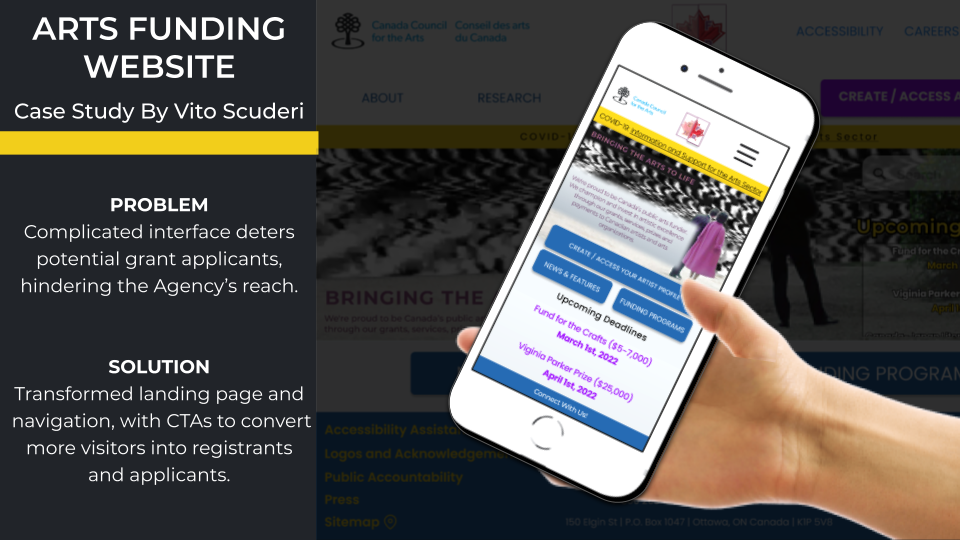 ARTS FUNDING
WEBSITE
Case Study By Vito Scuderi
PROBLEM
Complicated interface deters
potential grant applicants,
hindering the Agency's reach.
SOLUTION
Transformed landing page and
navigation, with CTAs to convert
more visitors into registrants
and applicants.
Canada Council Conseil des arts
for the Arts du Canada
ACCESSIBILITY CAREERS
ABOUT RESEARCH
CREATE / ACCESS A
COVID-1
ts Sector
BRINGING THE
We're proud to be Canada's public a
through our grants, services,
Upcoming
Fund for the Cr
March
Virginia Parker
April
DING PROGRAM
Accessibility Assista
Logos and Acknowledgeme
Public Accountability
Press
Sitemap
150 Elgin St | P.O. Box 1047 | Ottawa, ON Canada | K1P 5V8
Canada Council
for the Arts
COVID-19: Information and Support for the Arts Sector
BRINGING THE ARTS TO LIFE
We're proud to be Canada's public arts funder.
We champion and invest in artistic excellence
through our grants, services, prizes and
payments to Canadian artists and arts
organizations.
CREATE / ACCESS YOUR ARTIST PROFILE
NEWS & FEATURES
FUNDING PROGRAMS
Upcoming Deadlines
Fund for the Crafts ($5-7,000)
March 1st, 2022
Viginia Parker Prize ($25,000)
April 1st, 2022
Connect With Us!